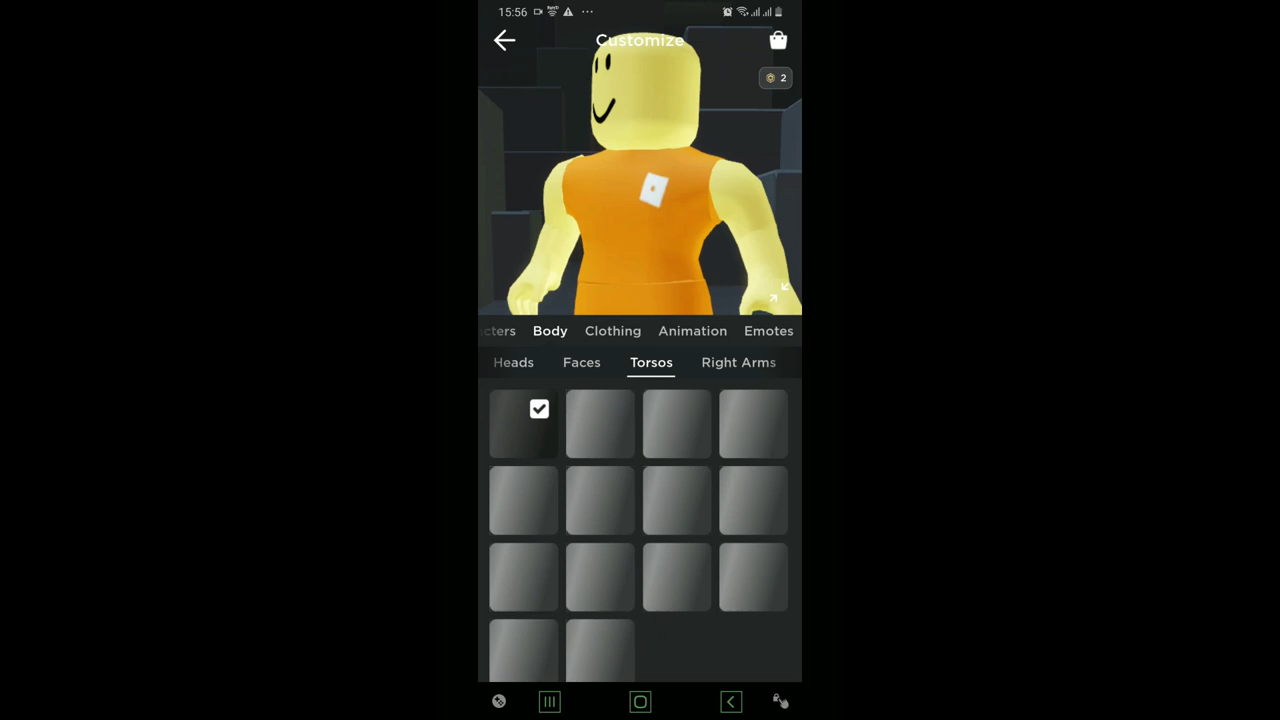 15:56
Customize
2
cters Body Clothing Animation Emotes
Heads Faces Torsos Right Arms